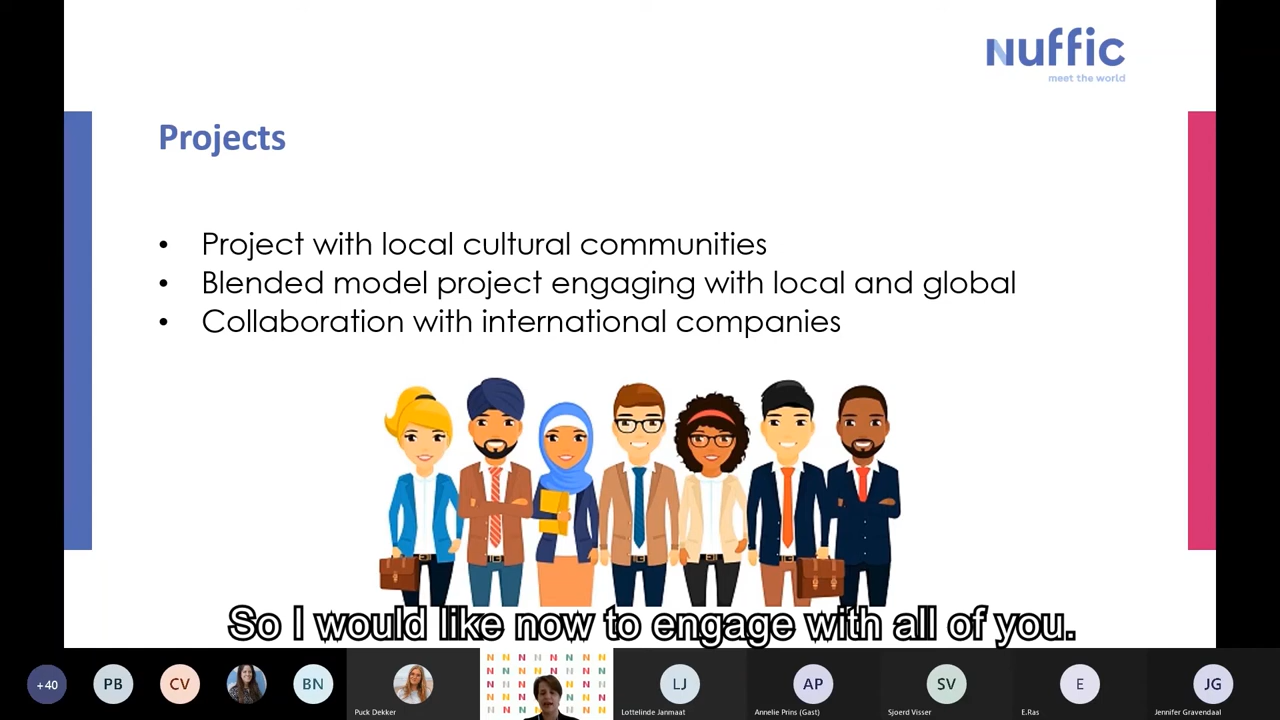 Nuffic
meet the world
Projects
• Project with local cultural communities
• Blended model project engaging with local and global
• Collaboration with international companies
So I would like now to engage with all of you.
+40
PB
CV
BN
LJ
AP
SV
E
JG
Puck Dekker
Lottelinde Janmaat
Annelie Prins (Gast)
Sjoerd Visser
E.Ras
Jennifer Gravendaal